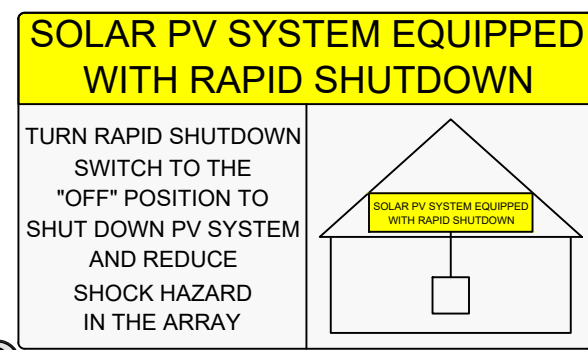 SOLAR PV SYSTEM EQUIPPED
WITH RAPID SHUTDOWN
TURN RAPID SHUTDOWN
SWITCH TO THE
"OFF" POSITION TO
SHUT DOWN PV SYSTEM
AND REDUCE
SHOCK HAZARD
IN THE ARRAY
SOLAR PV SYSTEM EQUIPPED
WITH RAPID SHUTDOWN